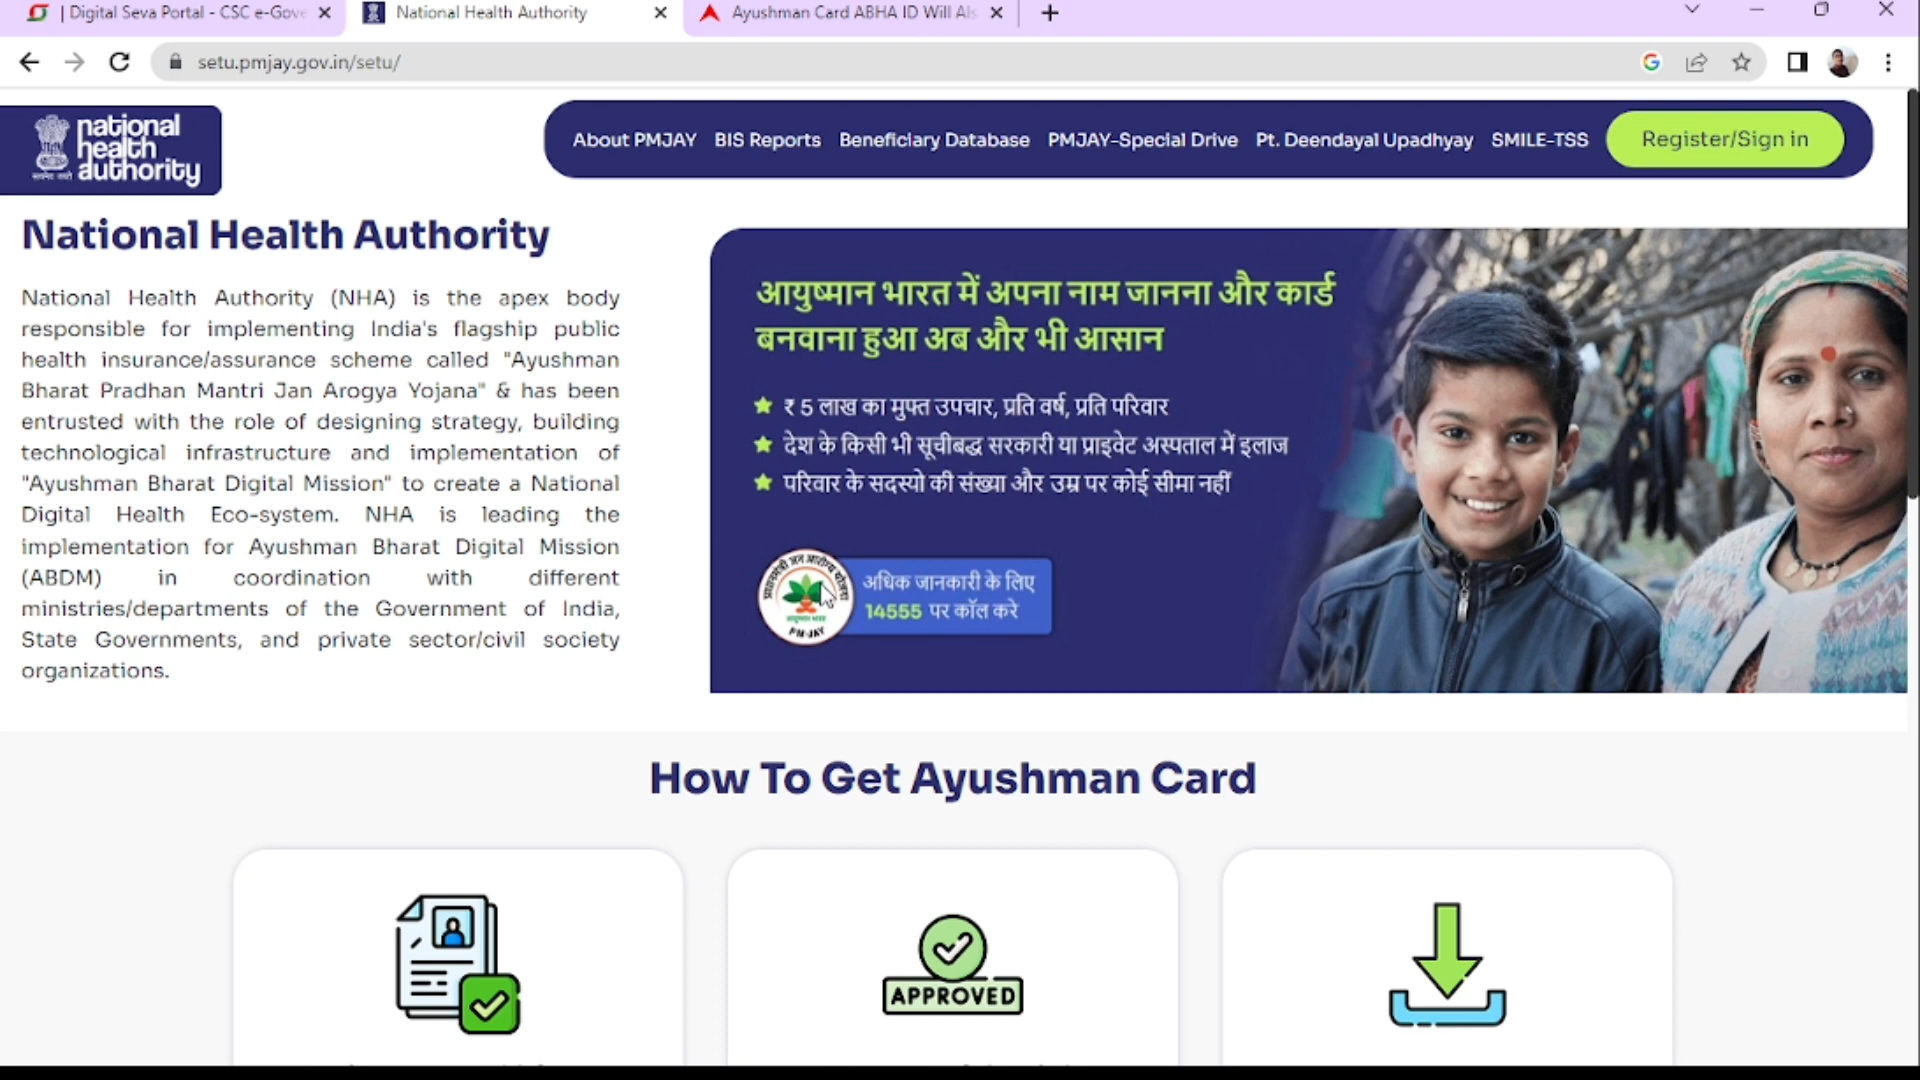 | Digital Seva Portal - CSC e-Gove
National Health Authority
Ayushman Card ABHA ID Will Als
setu.pmjay.gov.in/setu/
national
health
authority
About PMJAY
BIS Reports
Beneficiary Database
PMJAY-Special Drive
Pt. Deendayal Upadhyay
SMILE-TSS
Register/Sign in
National Health Authority
National Health Authority (NHA) is the apex body
responsible for implementing India's flagship public
health insurance/assurance scheme called "Ayushman
Bharat Pradhan Mantri Jan Arogya Yojana" & has been
entrusted with the role of designing strategy, building
technological infrastructure and implementation of
"Ayushman Bharat Digital Mission" to create a National
Digital Health Eco-system. NHA is leading the
implementation for Ayushman Bharat Digital Mission
(ABDM) in coordination with different
ministries/departments of the Government of India,
State Governments, and private sector/civil society
organizations.
आयुष्मान भारत में अपना नाम जानना और कार्ड
बनवाना हुआ अब और भी आसान
₹ 5 लाख का मुफ्त उपचार, प्रति वर्ष, प्रति परिवार
देश के किसी भी सूचीबद्ध सरकारी या प्राइवेट अस्पताल में इलाज
परिवार के सदस्यो की संख्या और उम्र पर कोई सीमा नहीं
प्रधानमंत्री जन आरोग्य योजना
PM-JAY
अधिक जानकारी के लिए
14555 पर कॉल करे
How To Get Ayushman Card
APPROVED